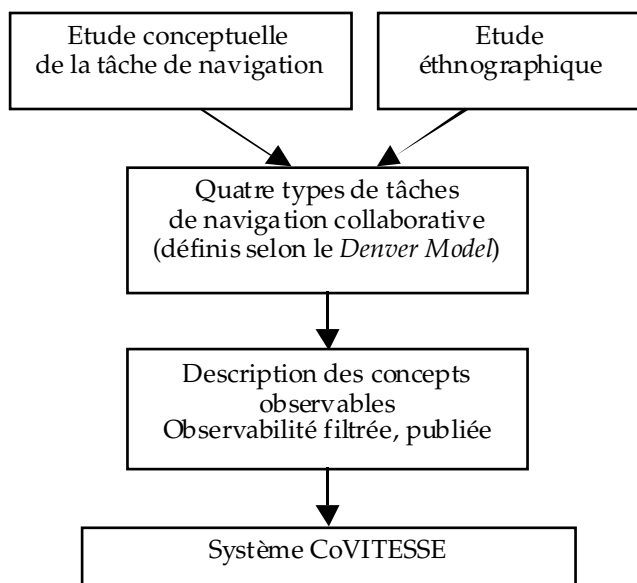 Etude conceptuelle
de la tâche de navigation
Etude
éthnographique
Quatre types de tâches
de navigation collaborative
(définis selon le Denver Model)
Description des concepts
observables
Observabilité filtrée, publiée
Système CoVITESSE